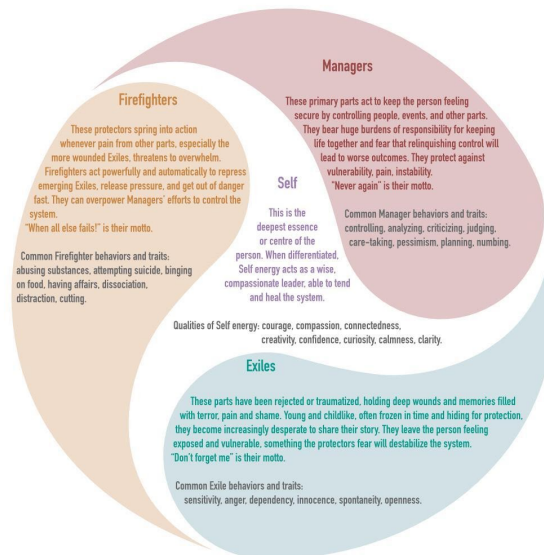 Managers
These primary parts act to keep the person feeling
secure by controlling people, events, and other parts.
They bear huge burdens of responsibility for keeping
life together and fear that relinquishing control will
lead to worse outcomes. They protect against
vulnerability, pain, instability.
"Never again" is their motto.
Common Manager behaviors and traits:
controlling, analyzing, criticizing, judging,
care-taking, pessimism, planning, numbing.
Firefighters
These protectors spring into action
whenever pain from other parts, especially the
more wounded Exiles, threatens to overwhelm.
Firefighters act powerfully and automatically to repress
emerging Exiles, release pressure, and get out of danger
fast. They can overpower Managers' efforts to control the
system.
"When all else fails!" is their motto.
Common Firefighter behaviors and traits:
abusing substances, attempting suicide, binging
on food, having affairs, dissociation,
distraction, cutting.
Self
This is the
deepest essence
or centre of the
person. When differentiated,
Self energy acts as a wise,
compassionate leader, able to tend
and heal the system.
Qualities of Self energy: courage, compassion, connectedness,
creativity, confidence, curiosity, calmness, clarity.
Exiles
These parts have been rejected or traumatized, holding deep wounds and memories filled
with terror, pain and shame. Young and childlike, often frozen in time and hiding for protection,
they become increasingly desperate to share their story. They leave the person feeling
exposed and vulnerable, something the protectors fear will destabilize the system.
"Don't forget me" is their motto.
Common Exile behaviors and traits:
sensitivity, anger, dependency, innocence, spontaneity, openness.